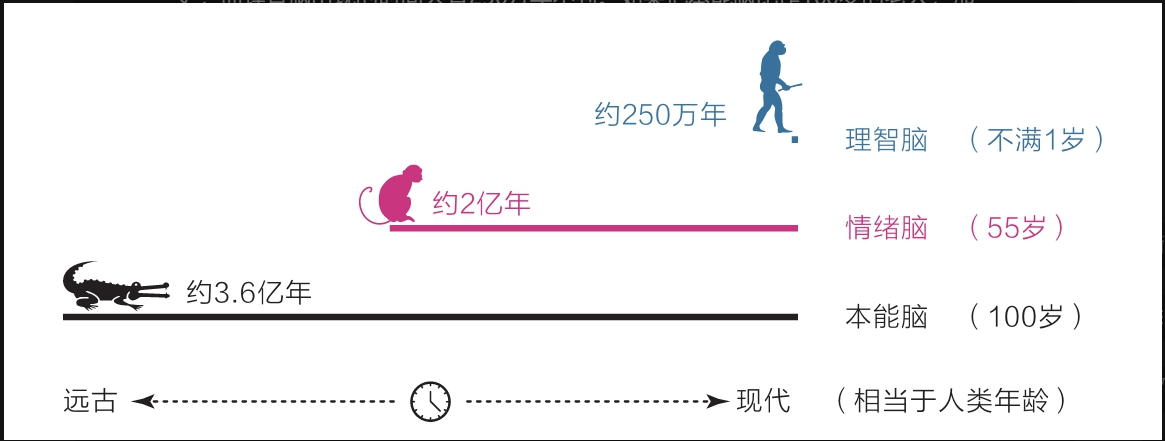 约250万年
理智脑 （不满1岁）
约2亿年
情绪脑 （55岁）
约3.6亿年
本能脑 （100岁）
远古 现代 （相当于人类年龄）